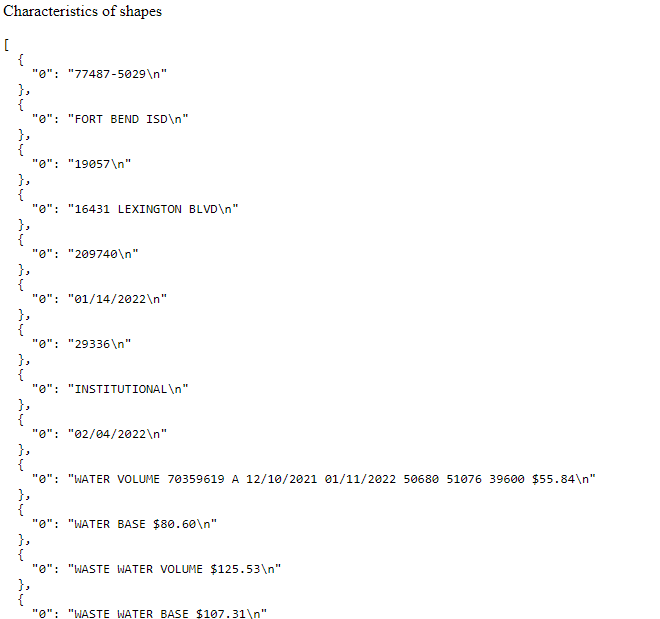 Characteristics of shapes
[
{
"0": "77487-5029\n"
},
{
"0": "FORT BEND ISD\n"
},
{
"0": "19057\n"
},
{
"0": "16431 LEXINGTON BLVD\n"
},
{
"0": "209740\n"
},
{
"0": "01/14/2022\n"
},
{
"0": "29336\n"
},
{
"0": "INSTITUTIONAL\n"
},
{
"0": "02/04/2022\n"
},
{
"0": "WATER VOLUME 70359619 A 12/10/2021 01/11/2022 50680 51076 39600 $55.84\n"
},
{
"0": "WATER BASE $80.60\n"
},
{
"0": "WASTE WATER VOLUME $125.53\n"
},
{
"0": "WASTE WATER BASE $107.31\n"